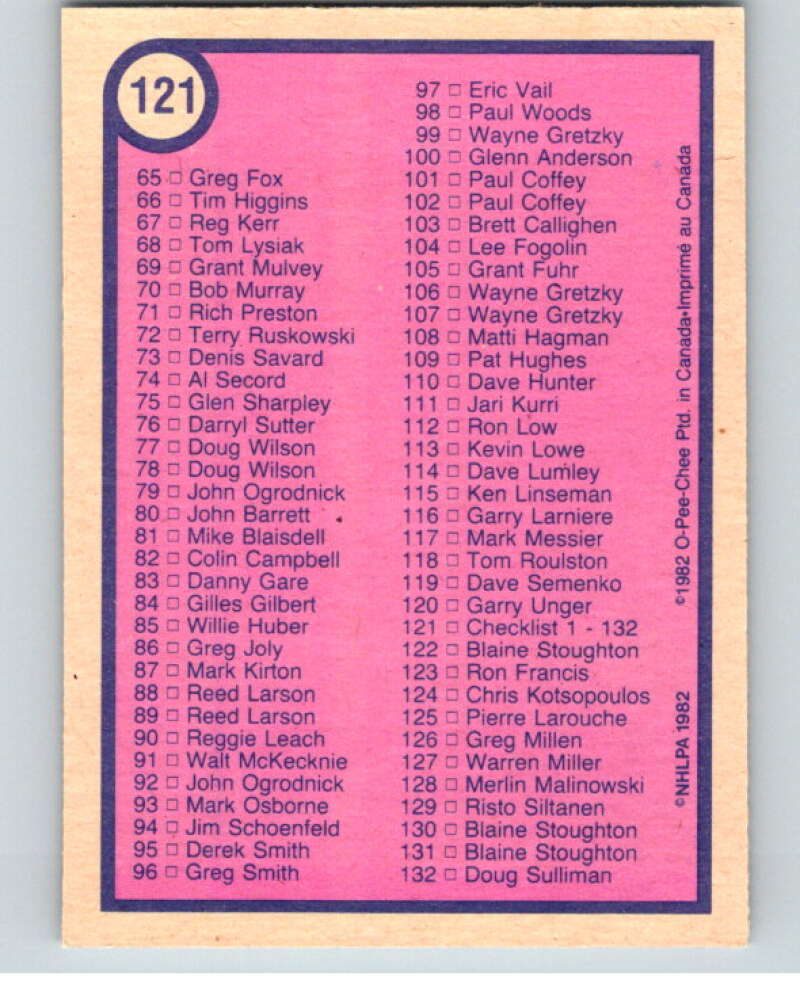 121
65 □ Greg Fox
66 □ Tim Higgins
67 □ Reg Kerr
68 □ Tom Lysiak
69 □ Grant Mulvey
70 □ Bob Murray
71 □ Rich Preston
72 □ Terry Ruskowski
73 □ Denis Savard
74 □ Al Secord
75 □ Glen Sharpley
76 □ Darryl Sutter
77 □ Doug Wilson
78 □ Doug Wilson
79 □ John Ogrodnick
80 □ John Barrett
81 □ Mike Blaisdell
82 □ Colin Campbell
83 □ Danny Gare
84 □ Gilles Gilbert
85 □ Willie Huber
86 □ Greg Joly
87 □ Mark Kirton
88 □ Reed Larson
89 □ Reed Larson
90 □ Reggie Leach
91 □ Walt McKecknie
92 □ John Ogrodnick
93 □ Mark Osborne
94 □ Jim Schoenfeld
95 □ Derek Smith
96 □ Greg Smith
97 □ Eric Vail
98 □ Paul Woods
99 □ Wayne Gretzky
100 □ Glenn Anderson
101 □ Paul Coffey
102 □ Paul Coffey
103 □ Brett Callighen
104 □ Lee Fogolin
105 □ Grant Fuhr
106 □ Wayne Gretzky
107 □ Wayne Gretzky
108 □ Matti Hagman
109 □ Pat Hughes
110 □ Dave Hunter
111 □ Jari Kurri
112 □ Ron Low
113 □ Kevin Lowe
114 □ Dave Lumley
115 □ Ken Linseman
116 □ Garry Larniere
117 □ Mark Messier
118 □ Tom Roulston
119 □ Dave Semenko
120 □ Garry Unger
121 □ Checklist 1 - 132
122 □ Blaine Stoughton
123 □ Ron Francis
124 □ Chris Kotsopoulos
125 □ Pierre Larouche
126 □ Greg Millen
127 □ Warren Miller
128 □ Merlin Malinowski
129 □ Risto Siltanen
130 □ Blaine Stoughton
131 □ Blaine Stoughton
132 □ Doug Sulliman
©NHLPA 1982 ©1982 O-Pee-Chee Ptd. in Canada•Imprimé au Canada